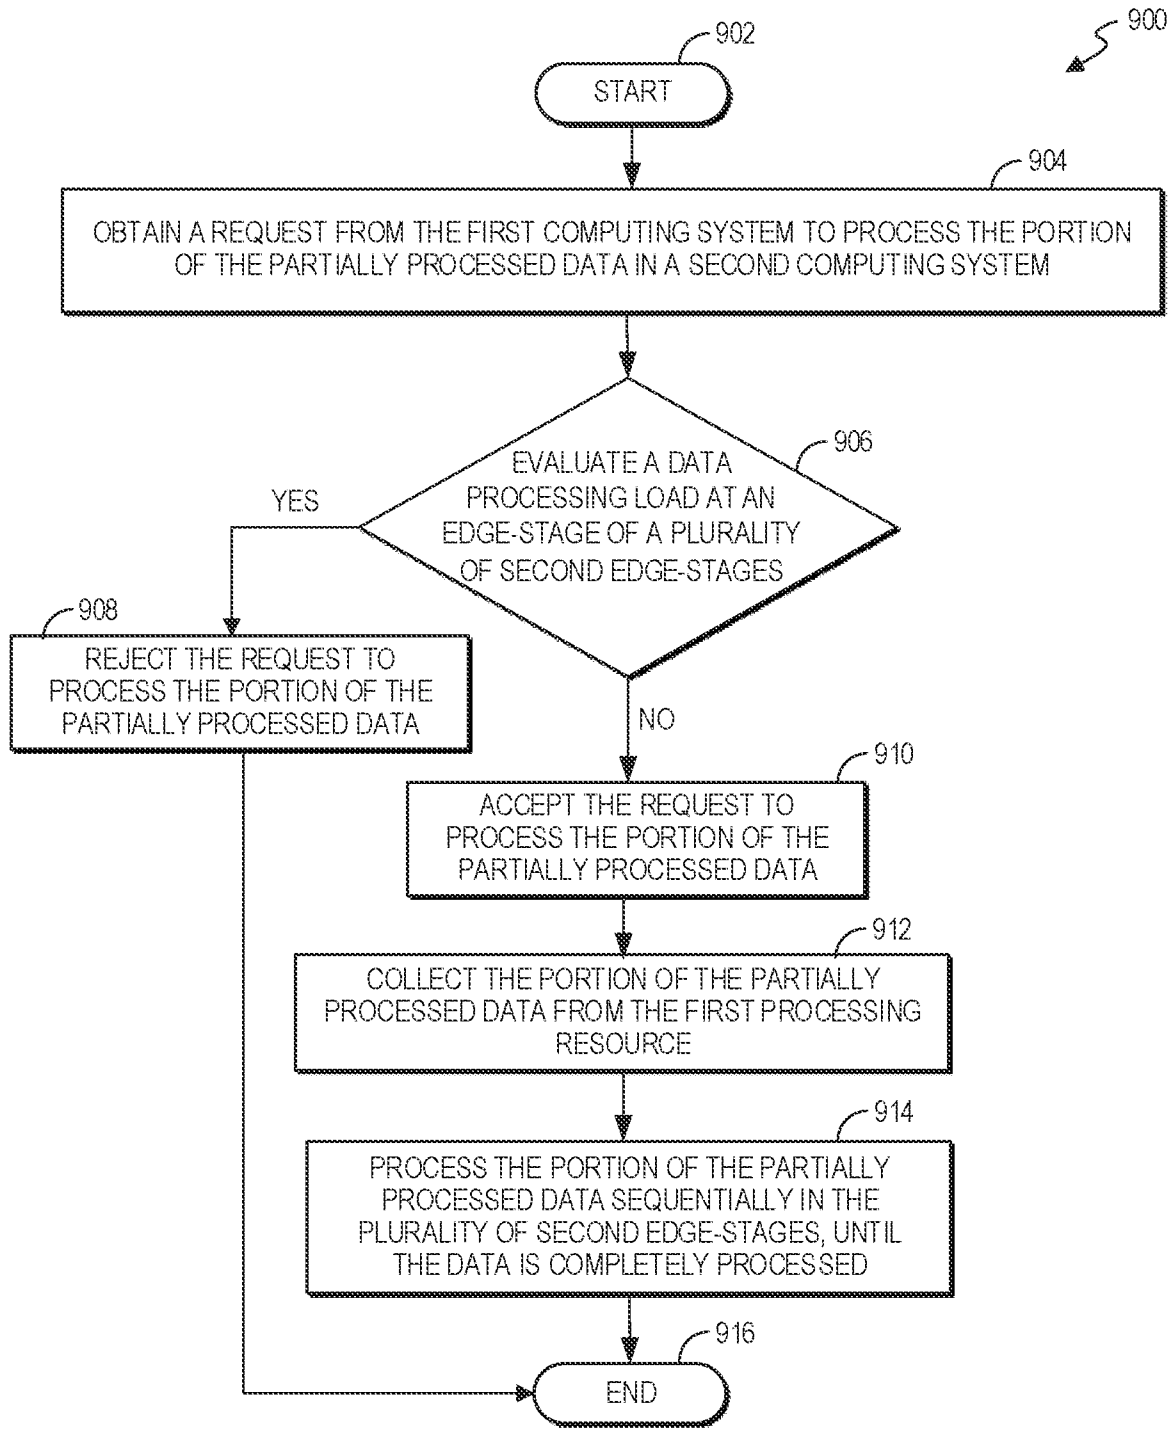 900
902
START
904
OBTAIN A REQUEST FROM THE FIRST COMPUTING SYSTEM TO PROCESS THE PORTION
OF THE PARTIALLY PROCESSED DATA IN A SECOND COMPUTING SYSTEM
906
EVALUATE A DATA
PROCESSING LOAD AT AN
EDGE-STAGE OF A PLURALITY
OF SECOND EDGE-STAGES
YES
908
REJECT THE REQUEST TO
PROCESS THE PORTION OF THE
PARTIALLY PROCESSED DATA
NO
910
ACCEPT THE REQUEST TO
PROCESS THE PORTION OF THE
PARTIALLY PROCESSED DATA
912
COLLECT THE PORTION OF THE PARTIALLY
PROCESSED DATA FROM THE FIRST PROCESSING
RESOURCE
914
PROCESS THE PORTION OF THE PARTIALLY
PROCESSED DATA SEQUENTIALLY IN THE
PLURALITY OF SECOND EDGE-STAGES, UNTIL
THE DATA IS COMPLETELY PROCESSED
916
END